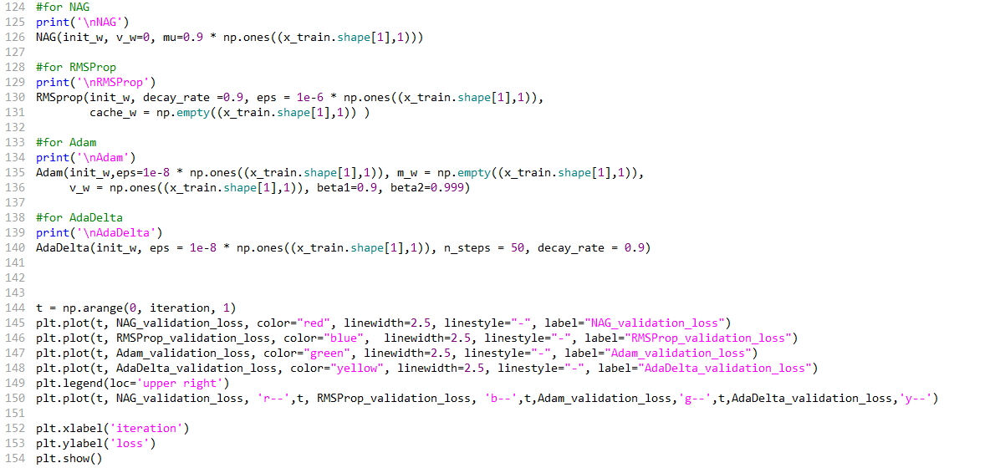 124 #for NAG
125 print('\nNAG')
126 NAG(init_w, v_w=0, mu=0.9 * np.ones((x_train.shape[1],1)))
127
128 #for RMSProp
129 print('\nRMSProp')
130 RMSprop(init_w, decay_rate =0.9, eps = 1e-6 * np.ones((x_train.shape[1],1)),
131         cache_w = np.empty((x_train.shape[1],1)) )
132
133 #for Adam
134 print('\nAdam')
135 Adam(init_w,eps=1e-8 * np.ones((x_train.shape[1],1)), m_w = np.empty((x_train.shape[1],1)),
136      v_w = np.ones((x_train.shape[1],1)), beta1=0.9, beta2=0.999)
137
138 #for AdaDelta
139 print('\nAdaDelta')
140 AdaDelta(init_w, eps = 1e-8 * np.ones((x_train.shape[1],1)), n_steps = 50, decay_rate = 0.9)
141
142
143
144 t = np.arange(0, iteration, 1)
145 plt.plot(t, NAG_validation_loss, color="red", linewidth=2.5, linestyle="-", label="NAG_validation_loss")
146 plt.plot(t, RMSProp_validation_loss, color="blue",  linewidth=2.5, linestyle="-", label="RMSProp_validation_loss")
147 plt.plot(t, Adam_validation_loss, color="green", linewidth=2.5, linestyle="-", label="Adam_validation_loss")
148 plt.plot(t, AdaDelta_validation_loss, color="yellow", linewidth=2.5, linestyle="-", label="AdaDelta_validation_loss")
149 plt.legend(loc='upper right')
150 plt.plot(t, NAG_validation_loss, 'r--',t, RMSProp_validation_loss, 'b--',t,Adam_validation_loss,'g--',t,AdaDelta_validation_loss,'y--')
151
152 plt.xlabel('iteration')
153 plt.ylabel('loss')
154 plt.show()